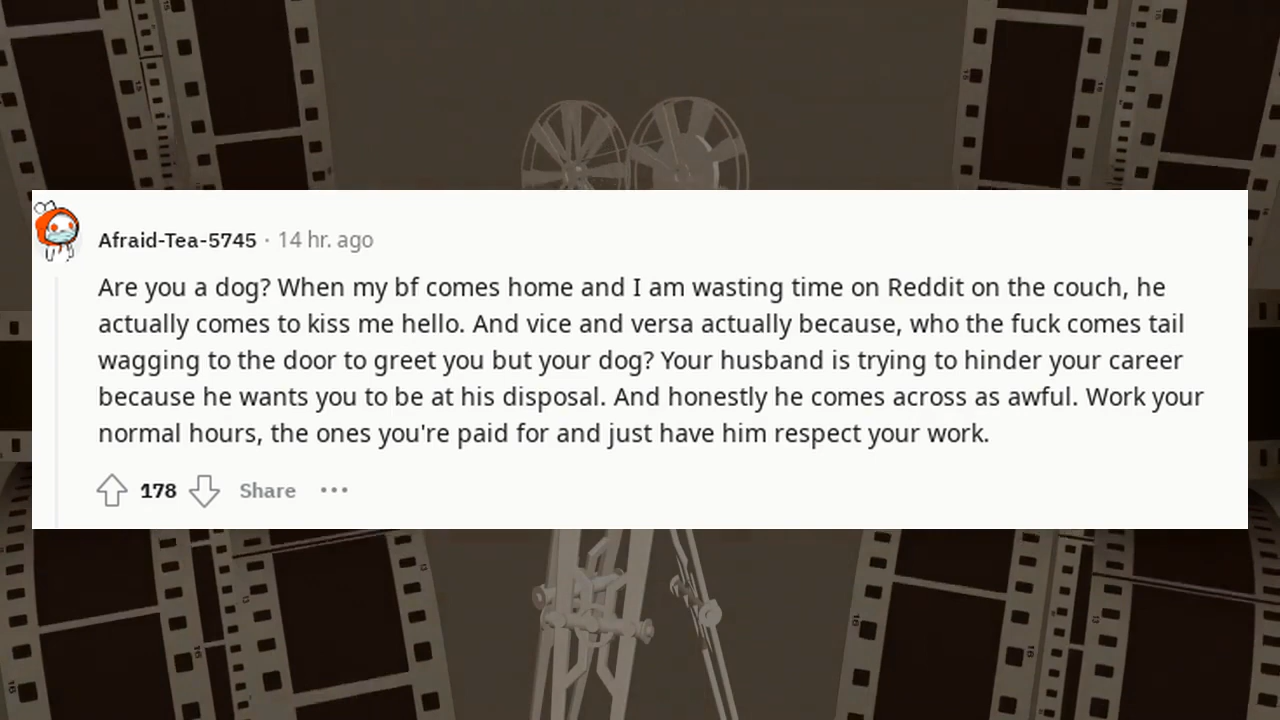 Afraid-Tea-5745 · 14 hr. ago
Are you a dog? When my bf comes home and I am wasting time on Reddit on the couch, he
actually comes to kiss me hello. And vice and versa actually because, who the fuck comes tail
wagging to the door to greet you but your dog? Your husband is trying to hinder your career
because he wants you to be at his disposal. And honestly he comes across as awful. Work your
normal hours, the ones you're paid for and just have him respect your work.
178 Share